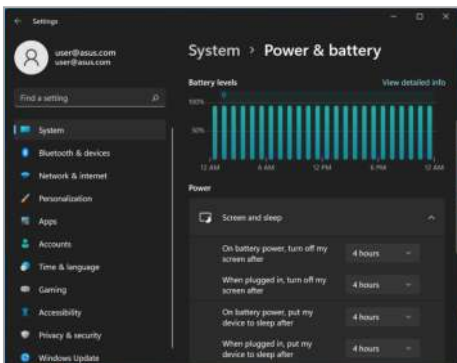 Settings
user@asus.com
user@asus.com
Find a setting
System
Bluetooth & devices
Network & internet
Personalization
Apps
Accounts
Time & language
Gaming
Accessibility
Privacy & security
Windows Update
System > Power & battery
Battery levels
View detailed info
100%
50%
12 AM 6 AM 12 PM 6 PM 12 AM
Power
Screen and sleep
On battery power, turn off my
screen after
4 hours
When plugged in, turn off my
screen after
4 hours
On battery power, put my
device to sleep after
4 hours
When plugged in, put my
device to sleep after
4 hours